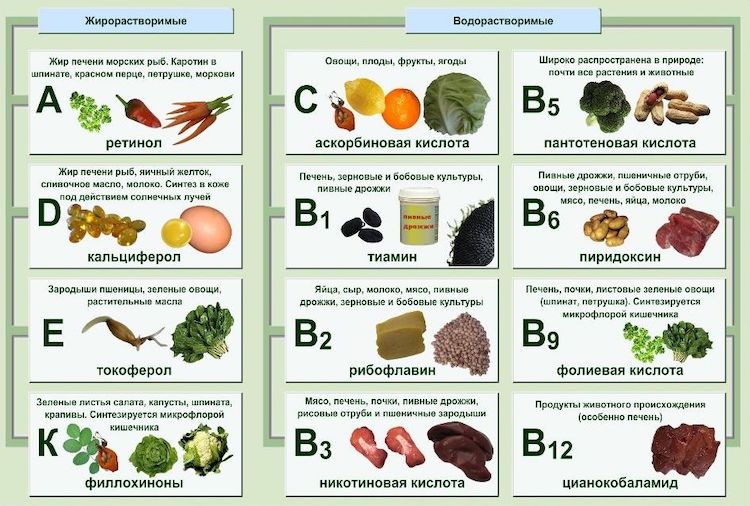 Жирорастворимые
Жир печени морских рыб. Каротин в
шпинате, красном перце, петрушке, моркови
A
ретинол
Жир печени рыб, яичный желток,
сливочное масло, молоко. Синтез в коже
под действием солнечных лучей
D
кальциферол
Зародыши пшеницы, зеленые овощи,
растительные масла
E
токоферол
Зеленые листья салата, капусты, шпината,
крапивы. Синтезируется микрофлорой
кишечника
К
филлохиноны
Водорастворимые
Овощи, плоды, фрукты, ягоды
C
аскорбиновая кислота
Печень, зерновые и бобовые культуры,
пивные дрожжи
B1
пивные
дрожжи
тиамин
Яйца, сыр, молоко, мясо, пивные
дрожжи, зерновые и бобовые культуры
B2
рибофлавин
Мясо, печень, почки, пивные дрожжи,
рисовые отруби и пшеничные зародыши
B3
никотиновая кислота
Широко распространена в природе:
почти все растения и животные
B5
пантотеновая кислота
Пивные дрожжи, пшеничные отруби,
овощи, зерновые и бобовые культуры,
мясо, печень, яйца, молоко
B6
пиридоксин
Печень, почки, листовые зеленые овощи
(шпинат, петрушка). Синтезируется
микрофлорой кишечника
B9
фолиевая кислота
Продукты животного происхождения
(особенно печень)
B12
цианокобаламид